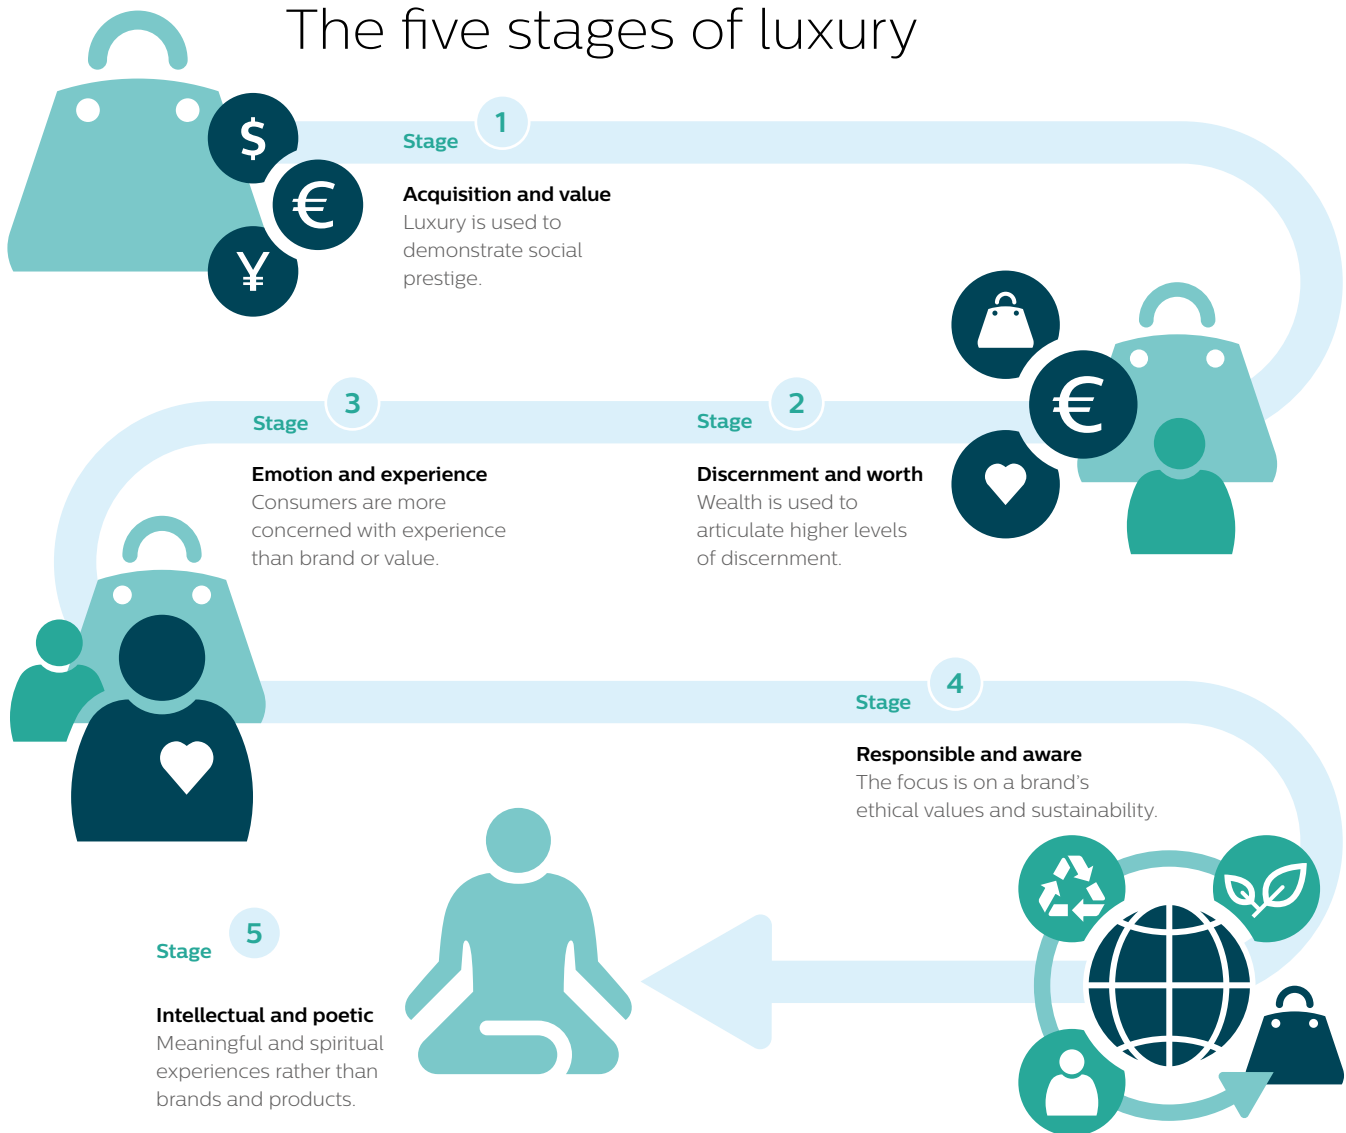 The five stages of luxury
$
€
¥
Stage 1
Acquisition and value
Luxury is used to
demonstrate social
prestige.
€
Stage 2
Discernment and worth
Wealth is used to
articulate higher levels
of discernment.
Stage 3
Emotion and experience
Consumers are more
concerned with experience
than brand or value.
Stage 4
Responsible and aware
The focus is on a brand's
ethical values and sustainability.
Stage 5
Intellectual and poetic
Meaningful and spiritual
experiences rather than
brands and products.